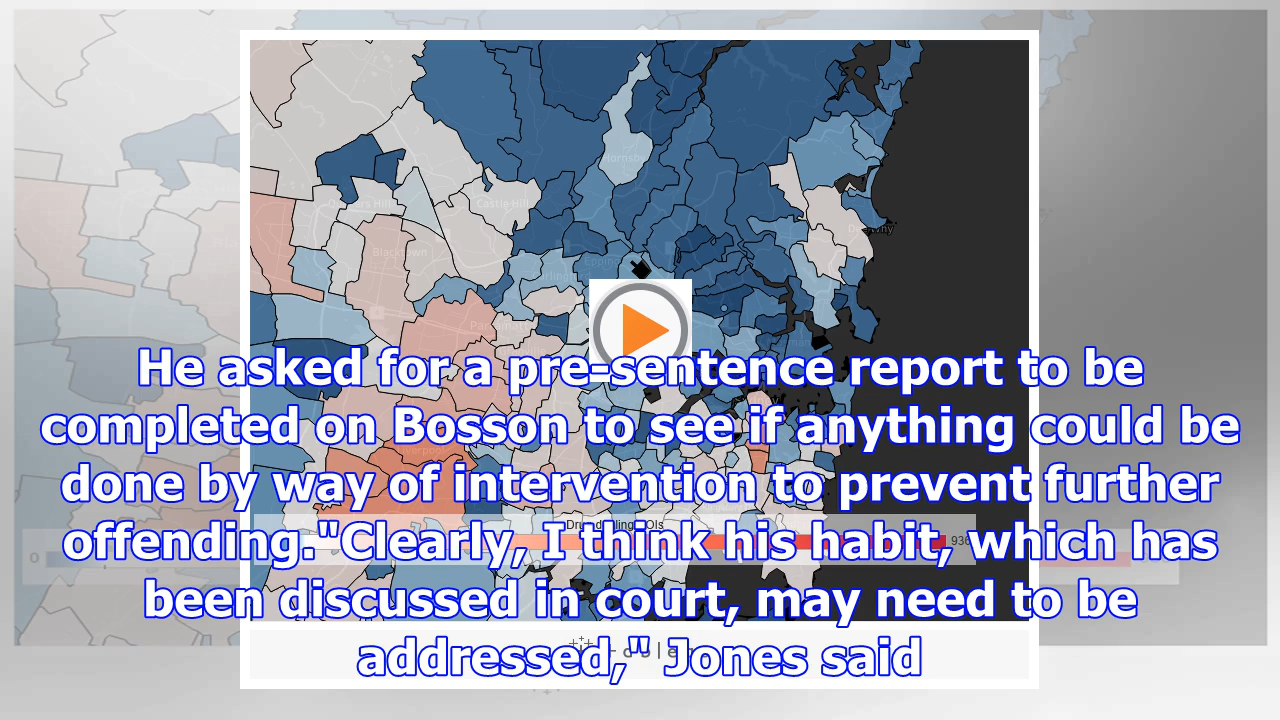 Hornsby
Castle Hill
Blacktown
He asked for a pre-sentence report to be
completed on Bosson to see if anything could be
done by way of intervention to prevent further
offending."Clearly, I think his habit, which has
been discussed in court, may need to be
addressed," Jones said
0